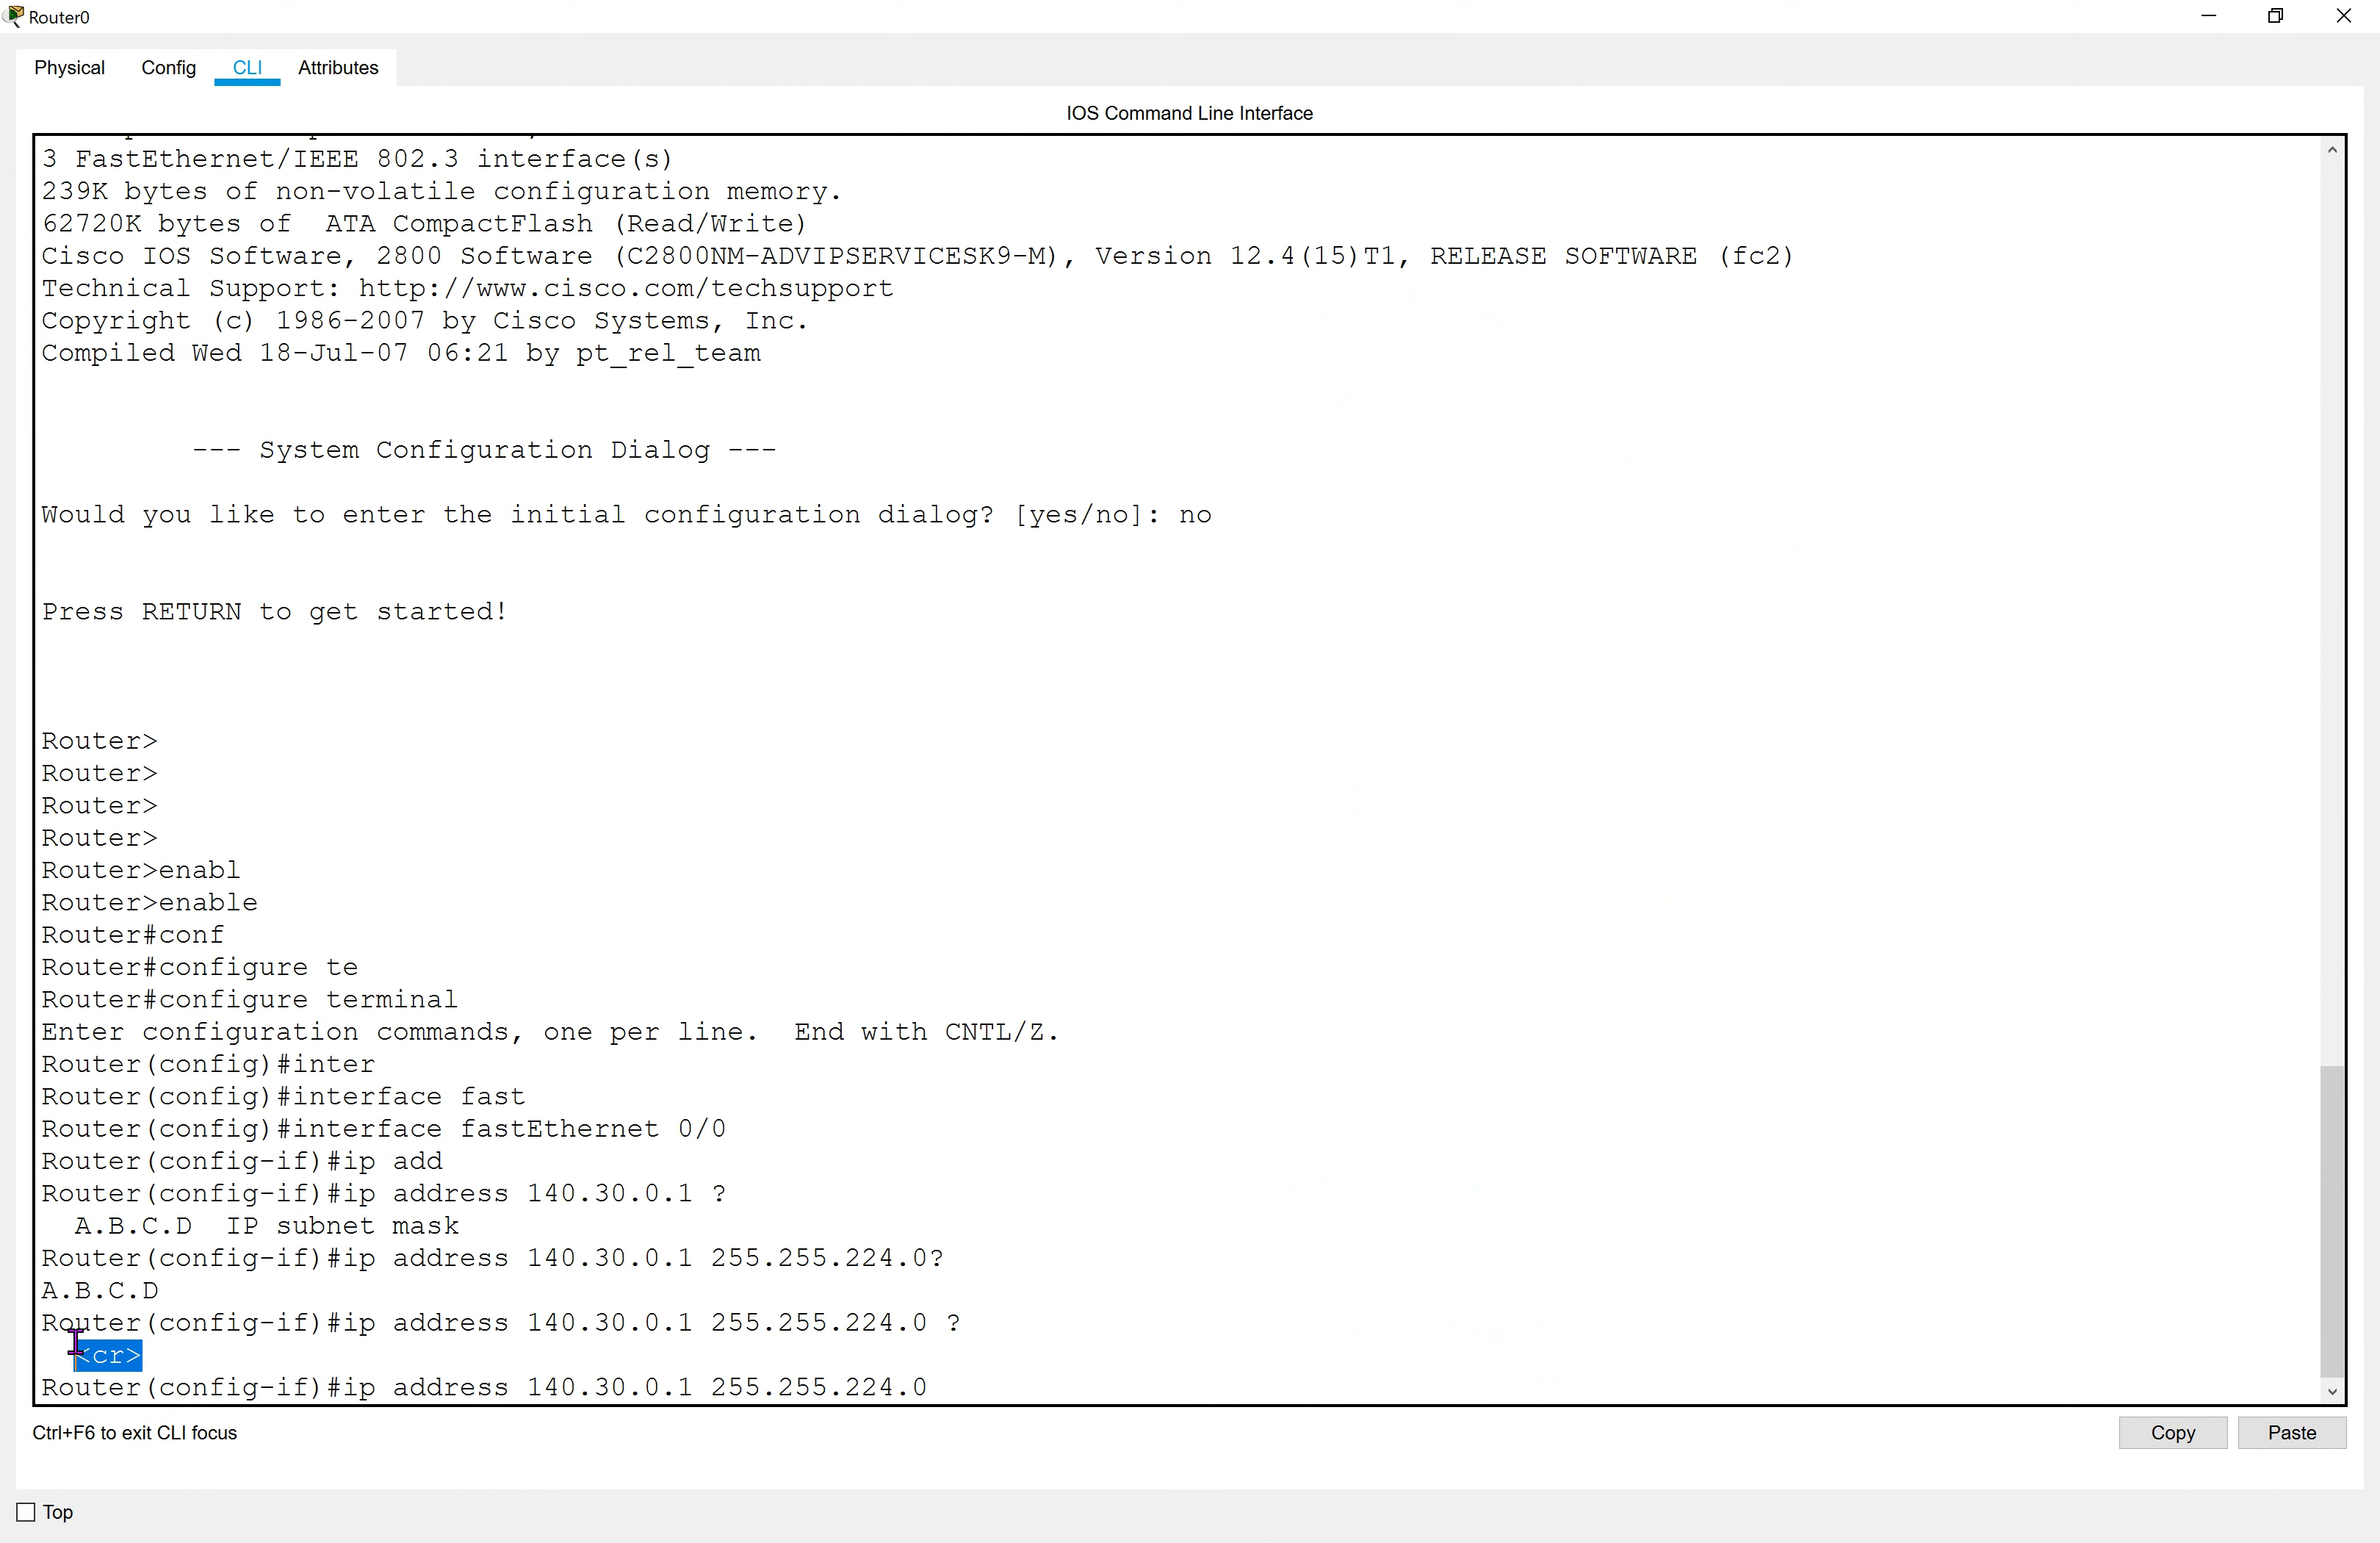 Router0
Physical Config CLI Attributes
IOS Command Line Interface
3 FastEthernet/IEEE 802.3 interface(s)
239K bytes of non-volatile configuration memory.
62720K bytes of  ATA CompactFlash (Read/Write)
Cisco IOS Software, 2800 Software (C2800NM-ADVIPSERVICESK9-M), Version 12.4(15)T1, RELEASE SOFTWARE (fc2)
Technical Support: http://www.cisco.com/techsupport
Copyright (c) 1986-2007 by Cisco Systems, Inc.
Compiled Wed 18-Jul-07 06:21 by pt_rel_team
--- System Configuration Dialog ---
Would you like to enter the initial configuration dialog? [yes/no]: no
Press RETURN to get started!
Router>
Router>
Router>
Router>
Router>enabl
Router>enable
Router#conf
Router#configure te
Router#configure terminal
Enter configuration commands, one per line.  End with CNTL/Z.
Router(config)#inter
Router(config)#interface fast
Router(config)#interface fastEthernet 0/0
Router(config-if)#ip add
Router(config-if)#ip address 140.30.0.1 ?
A.B.C.D  IP subnet mask
Router(config-if)#ip address 140.30.0.1 255.255.224.0?
A.B.C.D
Router(config-if)#ip address 140.30.0.1 255.255.224.0 ?
<cr>
Router(config-if)#ip address 140.30.0.1 255.255.224.0
Ctrl+F6 to exit CLI focus
Copy Paste
Top